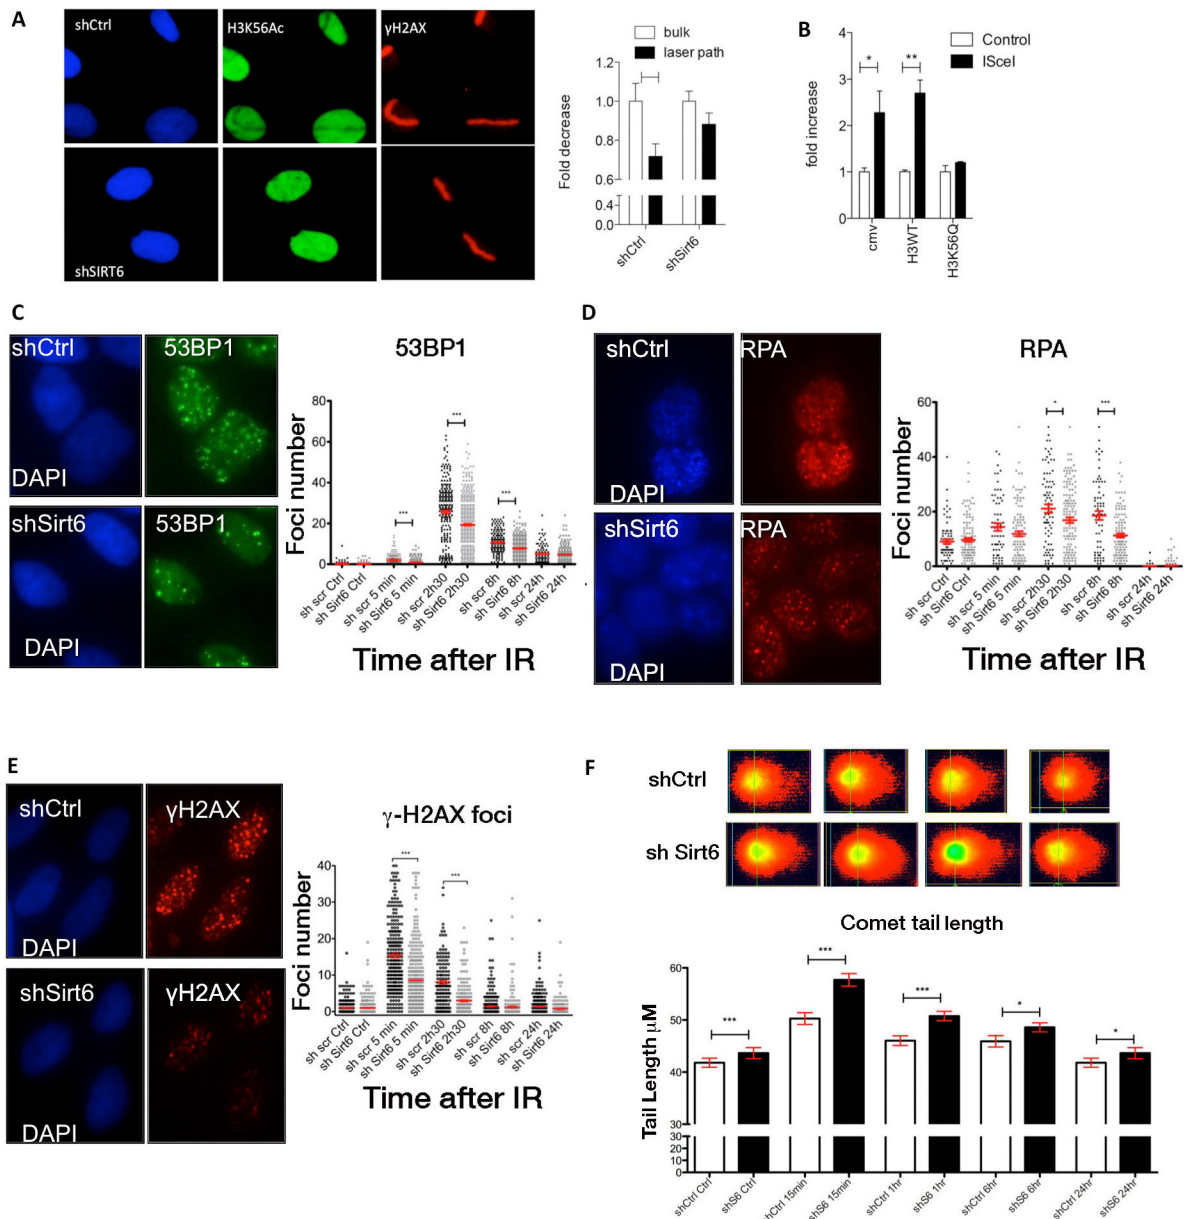 A
shCtrl
H3K56Ac
γH2AX
shSIRT6
bulk
laser path
Fold decrease
1.2
1.0
0.8
0.6
0.4
0.2
0.0
shCtrl
shSirt6
B
Control
ISceI
fold increase
4
3
2
1
0
*
**
cmv
H3WT
H3K56Q
C
shCtrl
53BP1
DAPI
shSirt6
53BP1
DAPI
53BP1
Foci number
80
60
40
20
0
***
***
***
sh scr Ctrl
sh Sirt6 Ctrl
sh scr 5 min
sh Sirt6 5 min
sh scr 2h30
sh Sirt6 2h30
sh scr 8h
sh Sirt6 8h
sh scr 24h
sh Sirt6 24h
Time after IR
D
shCtrl
RPA
DAPI
shSirt6
RPA
DAPI
RPA
Foci number
60
40
20
0
*
***
sh scr Ctrl
sh Sirt6 Ctrl
sh scr 5 min
sh Sirt6 5 min
sh scr 2h30
sh Sirt6 2h30
sh scr 8h
sh Sirt6 8h
sh scr 24h
sh Sirt6 24h
Time after IR
E
shCtrl
γH2AX
DAPI
shSirt6
γH2AX
DAPI
γ-H2AX foci
Foci number
40
30
20
10
0
***
***
sh scr Ctrl
sh Sirt6 Ctrl
sh scr 5 min
sh Sirt6 5 min
sh scr 2h30
sh Sirt6 2h30
sh scr 8h
sh Sirt6 8h
sh scr 24h
sh Sirt6 24h
Time after IR
F
shCtrl
sh Sirt6
Comet tail length
Tail Length μM
60
50
40
30
30
20
10
0
***
***
***
*
*
shCtrl Ctrl
shS6 Ctrl
shCtrl 15min
shS6 15min
shCtrl 1hr
shS6 1hr
shCtrl 6hr
shS6 6hr
shCtrl 24hr
shS6 24hr